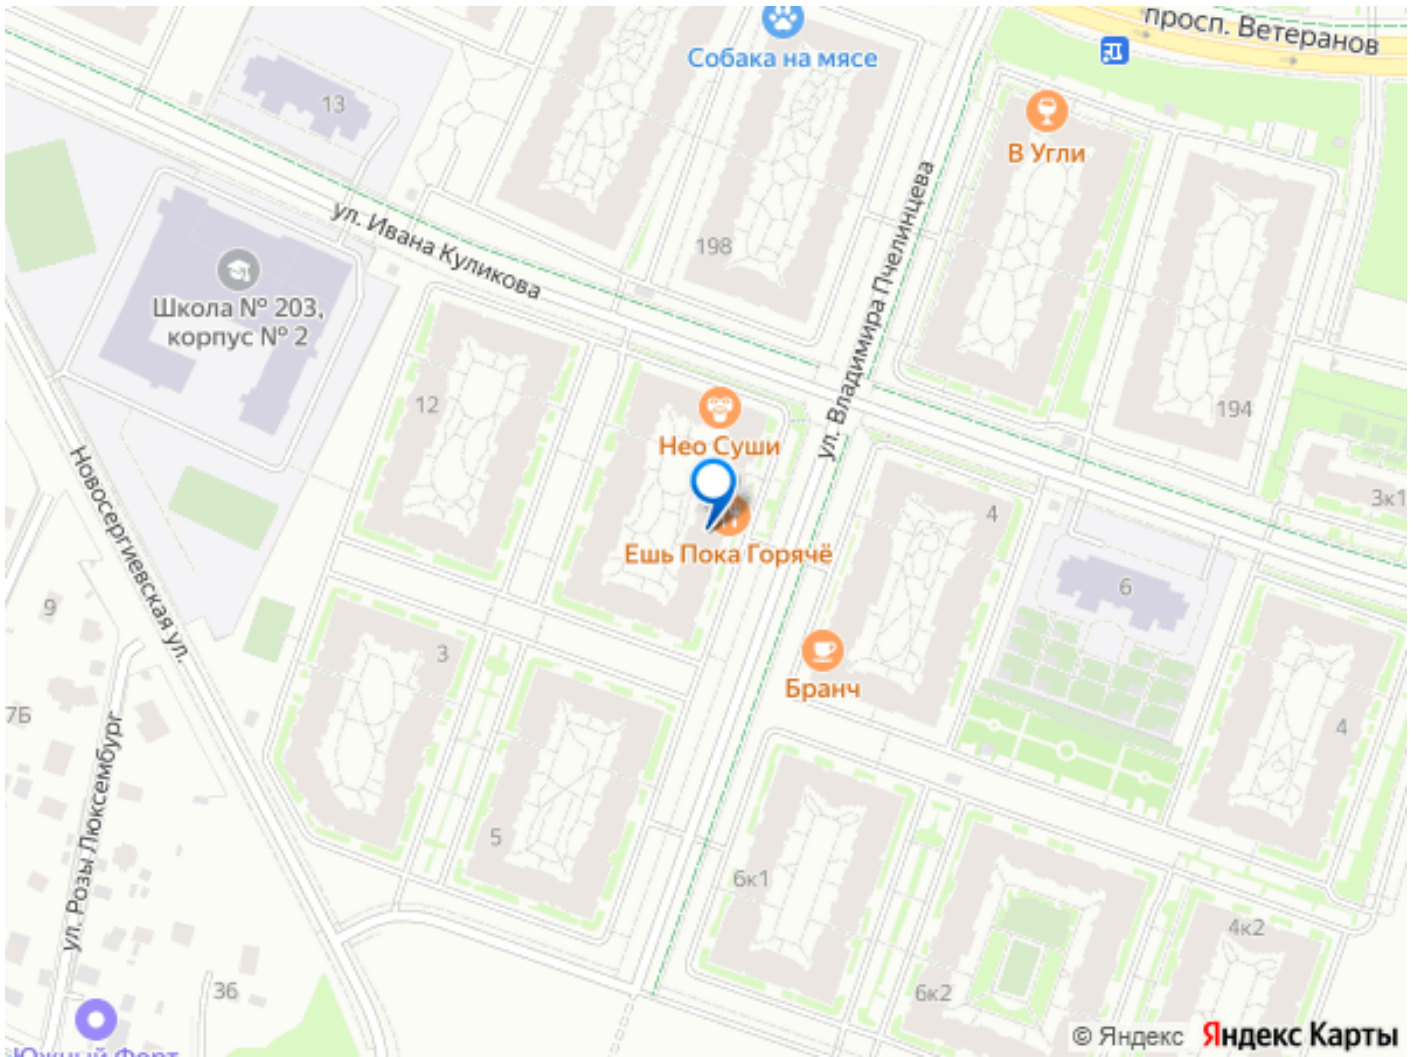 просп. Ветеранов
Собака на мясе
13
В Угли
ул. Ивана Куликова
198
ул. Владимира Пчелинцева
Школа № 203,
корпус № 2
12
Нео Суши
194
3к1
4
Ешь Пока Горячё
Новосергиевская ул.
6
9
3
Бранч
7Б
4
ул. Розы Люксембург
5
6к1
4к2
36
6к2
Южный Форт
© Яндекс Яндекс Карты